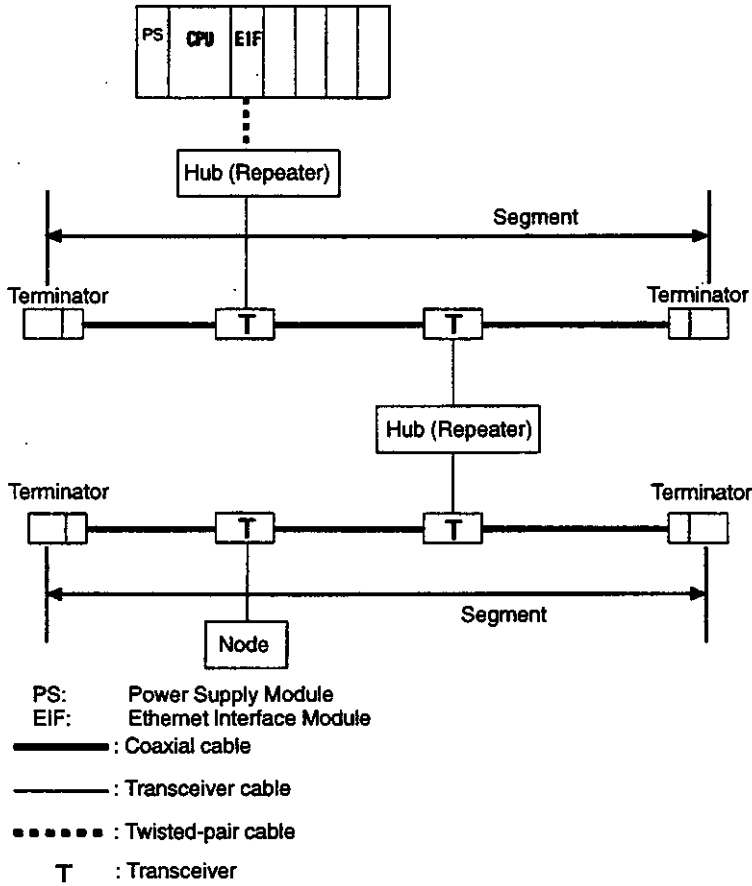 PS CPU EIF
Hub (Repeater)
Segment
Terminator Terminator
T T
Hub (Repeater)
Terminator Terminator
T T
Segment
Node
PS: Power Supply Module
EIF: Ethernet Interface Module
: Coaxial cable
: Transceiver cable
: Twisted-pair cable
T : Transceiver